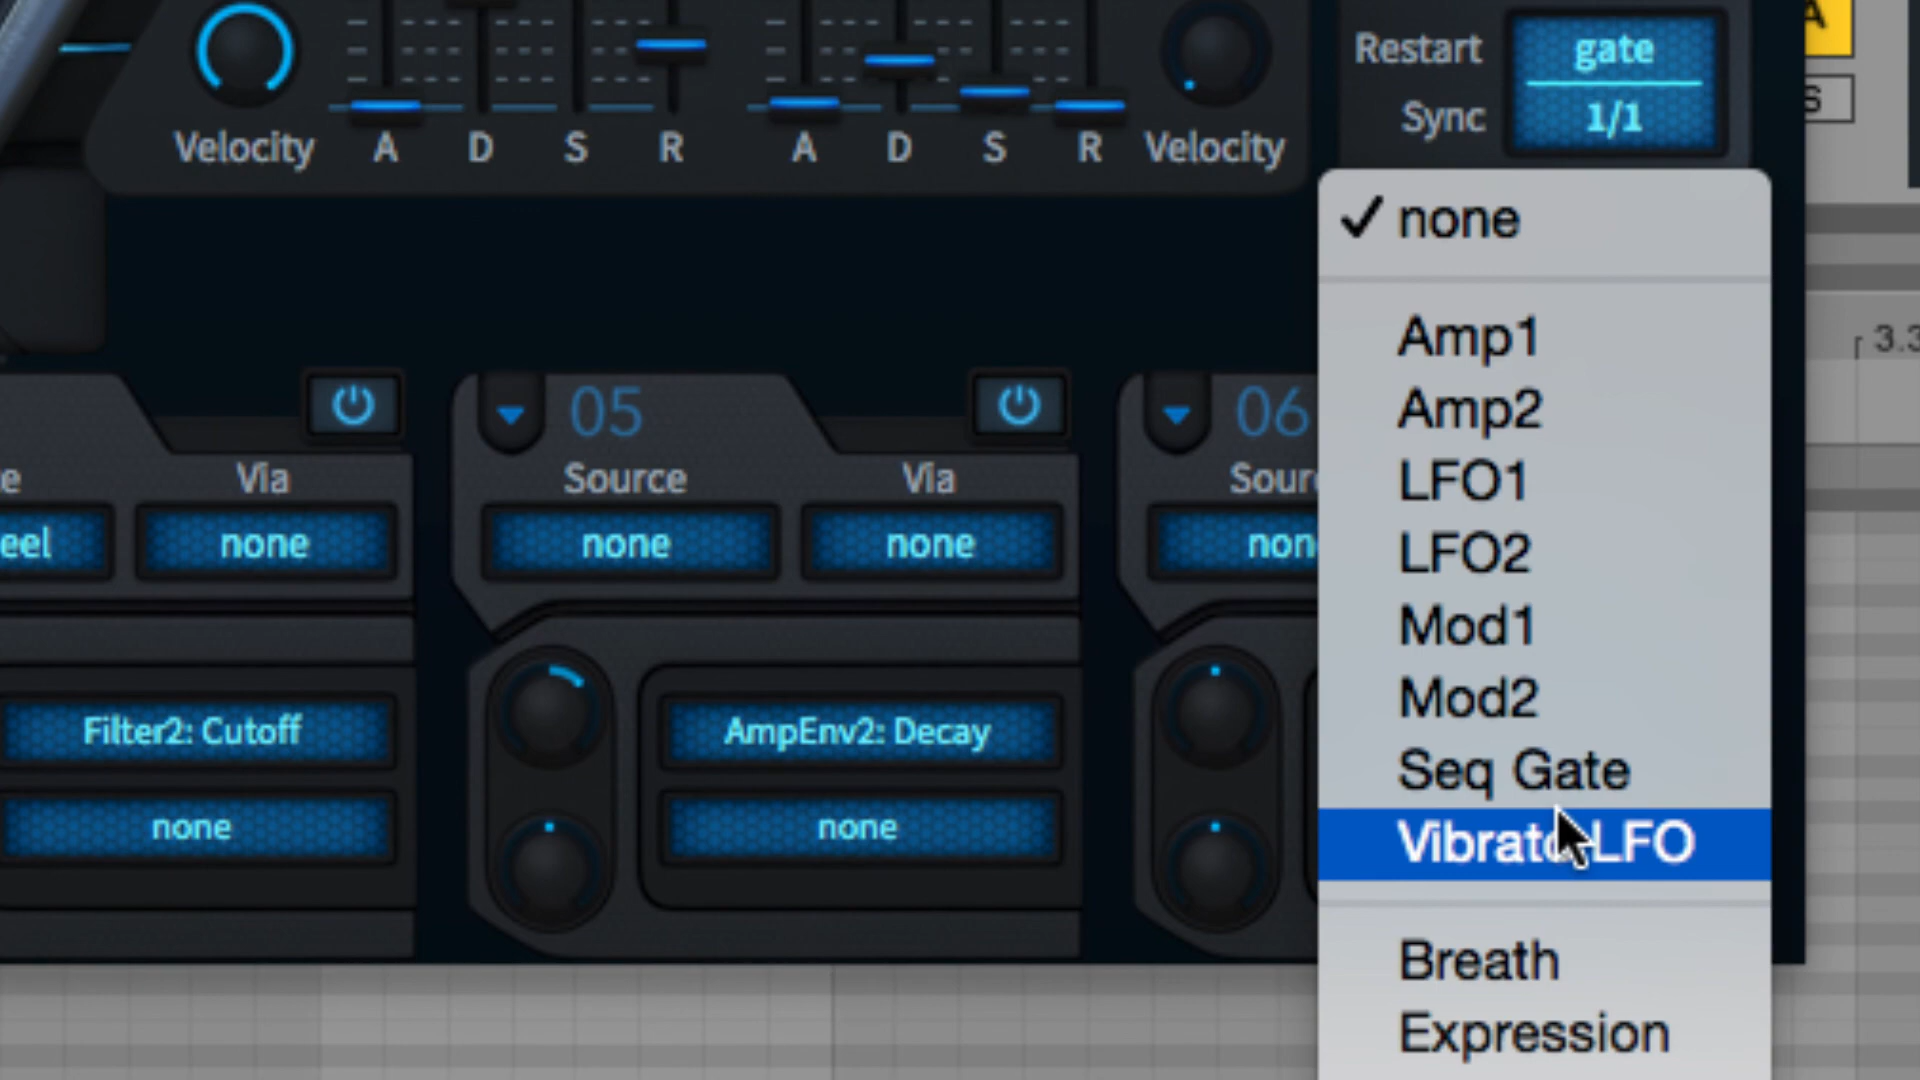 Restart
gate
Sync
1/1
A
S
Velocity
A
D
S
R
A
D
S
R
Velocity
none
Amp1
Amp2
LFO1
LFO2
Mod1
Mod2
Seq Gate
Vibrato LFO
Breath
Expression
3.3
05
06
Via
Source
Via
none
none
none
Filter2: Cutoff
none
AmpEnv2: Decay
none